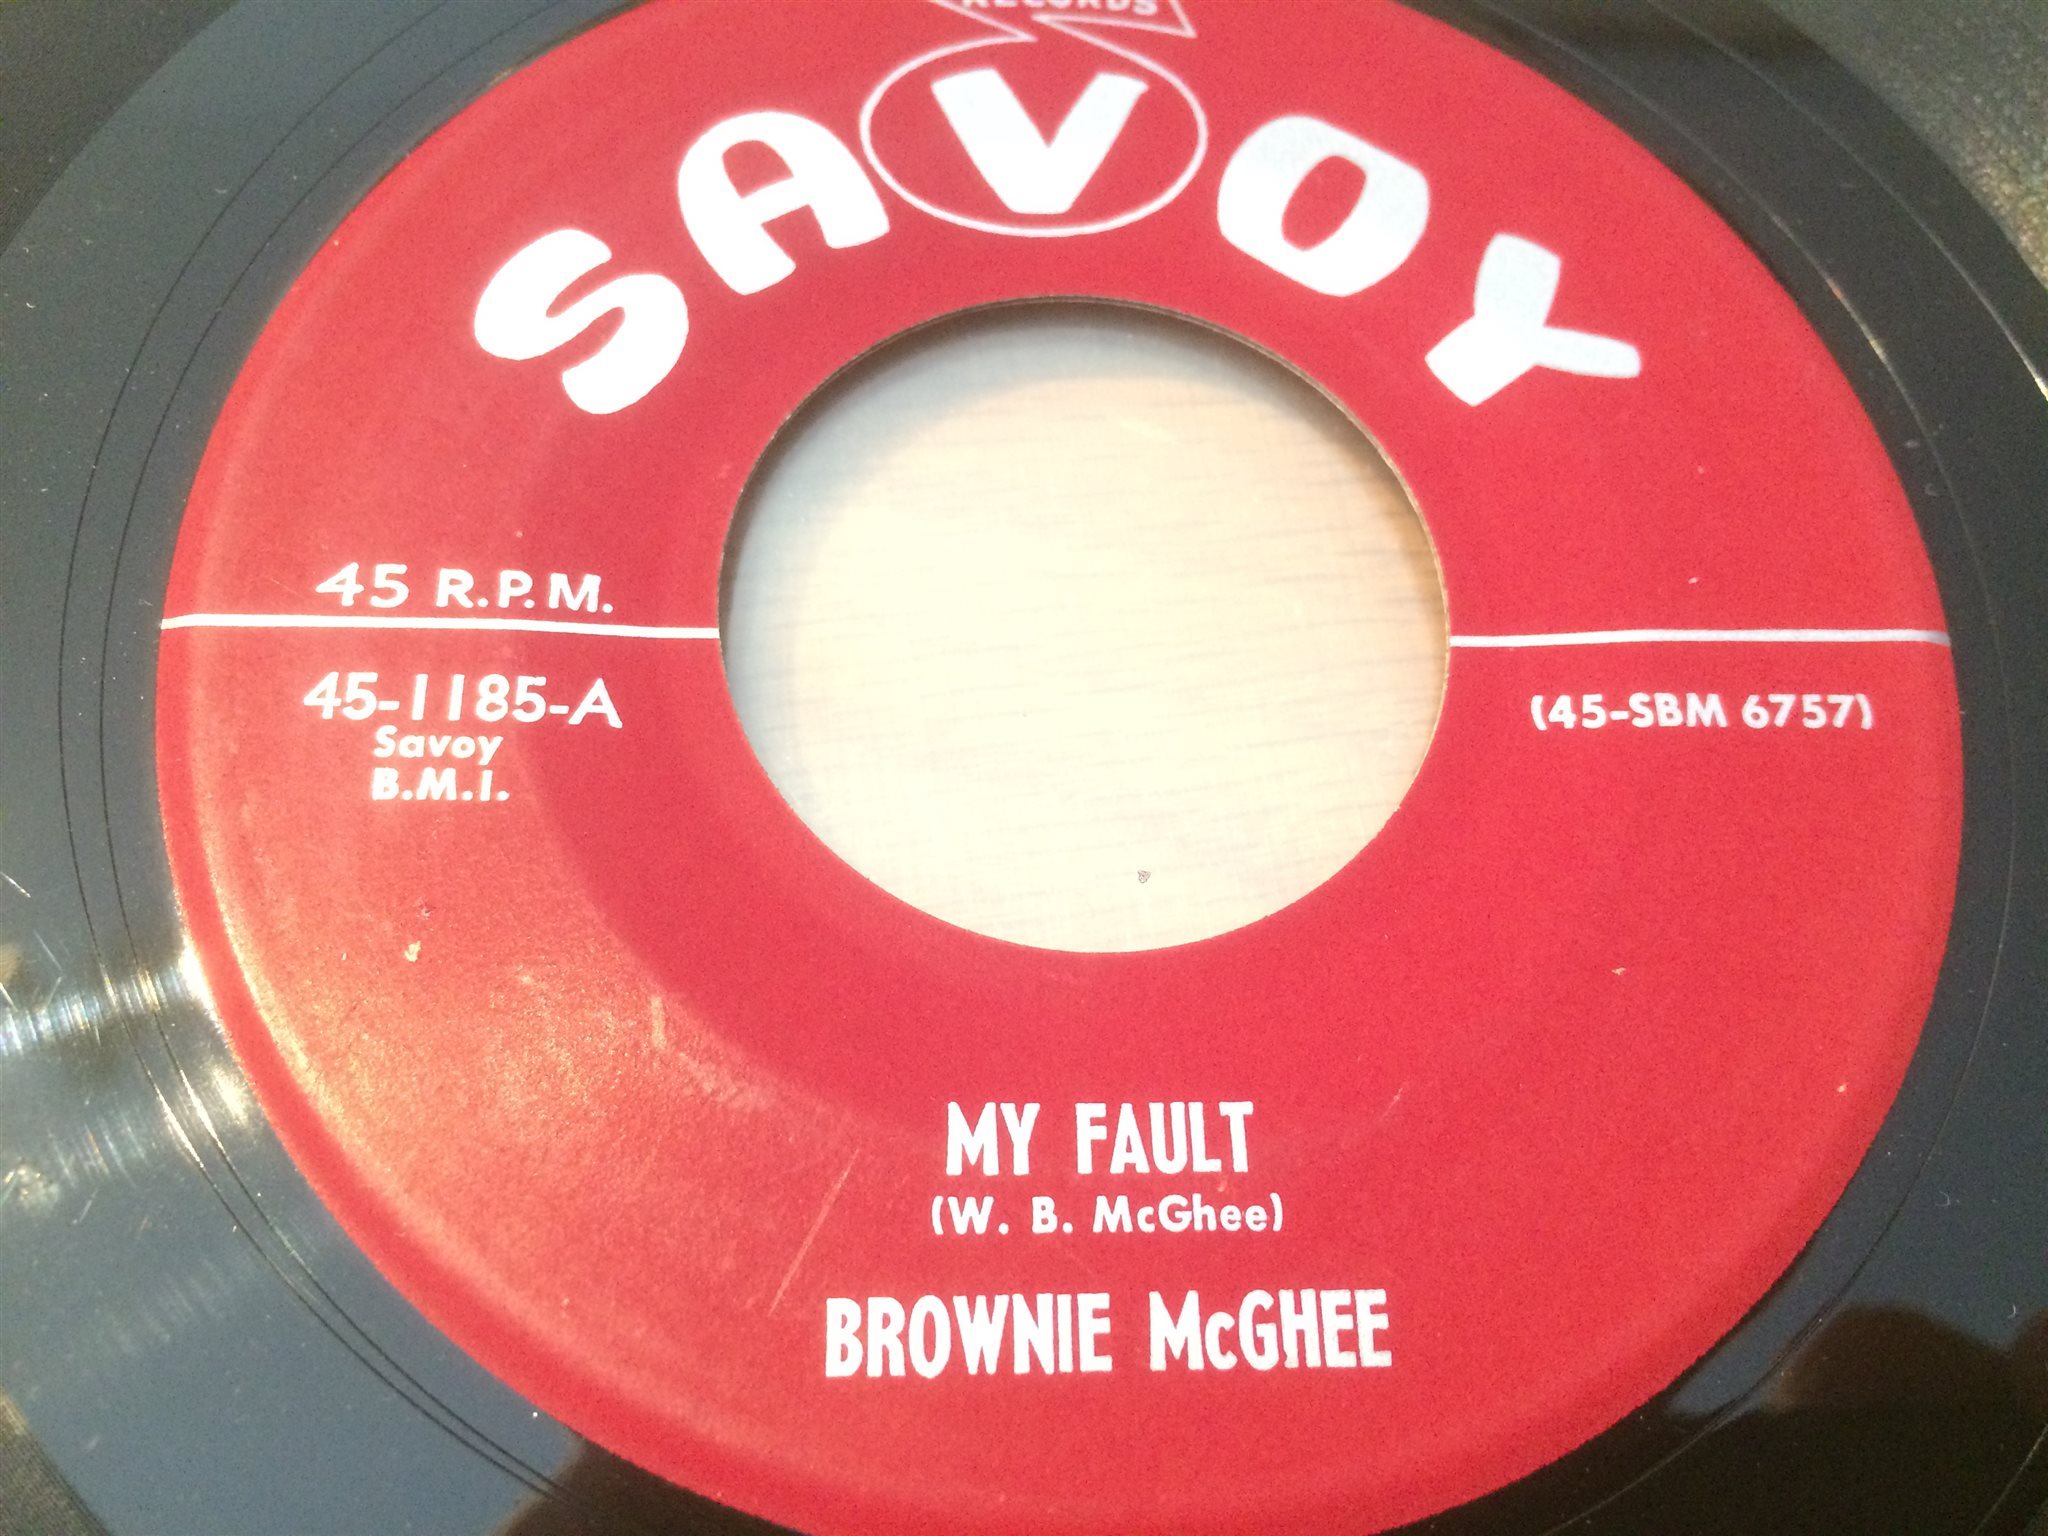 RECORDS
SAVOY
45 R.P.M.
45-1185-A
Savoy
B.M.I.
(45-SBM 6757)
MY FAULT
(W. B. McGhee)
BROWNIE McGHEE